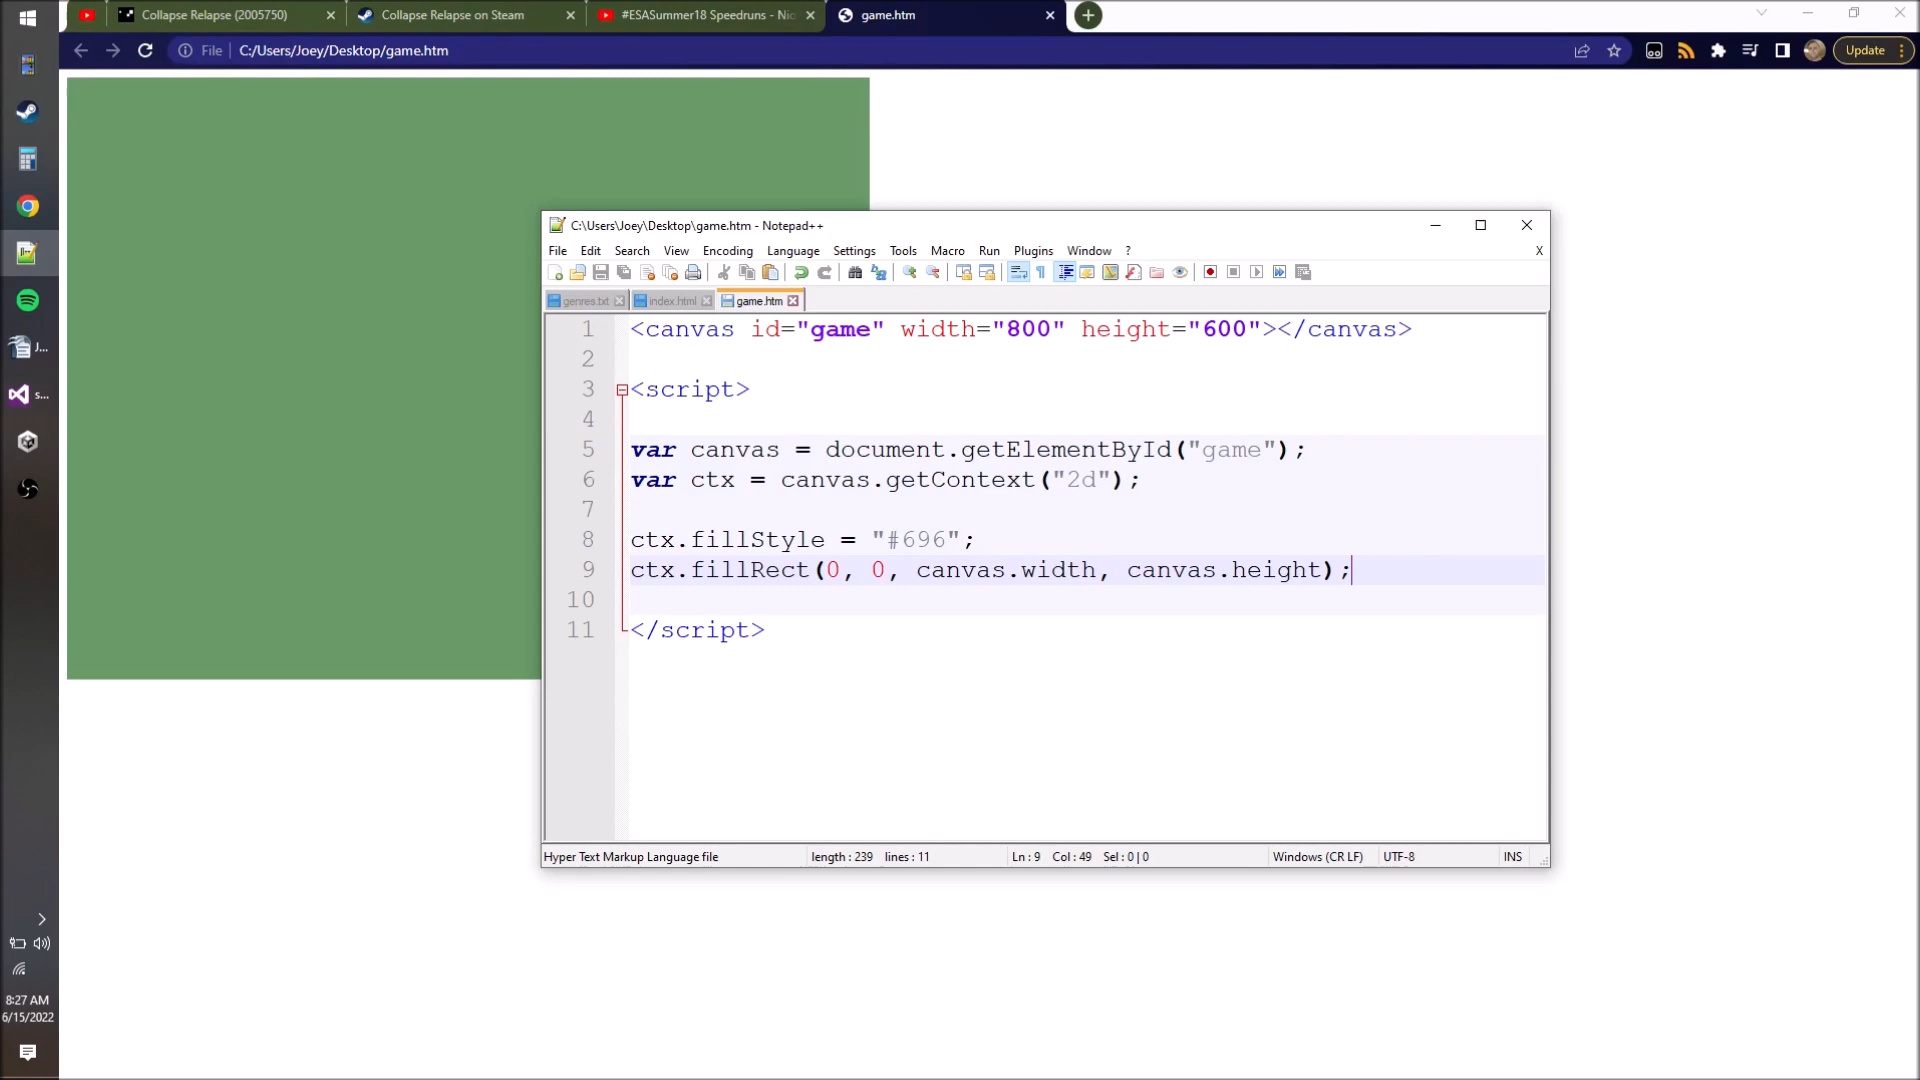 Collapse Relapse (2005750)
Collapse Relapse on Steam
#ESASummer18 Speedruns - Nic
game.htm
File
C:/Users/Joey/Desktop/game.htm
Update
C:\Users\Joey\Desktop\game.htm - Notepad++
File Edit Search View Encoding Language Settings Tools Macro Run Plugins Window ? X
genres.txt index.html game.htm
1 <canvas id="game" width="800" height="600"></canvas>
2
3 <script>
4
5 var canvas = document.getElementById("game");
6 var ctx = canvas.getContext("2d");
7
8 ctx.fillStyle = "#696";
9 ctx.fillRect(0, 0, canvas.width, canvas.height);
10
11 </script>
Hyper Text Markup Language file length : 239 lines : 11 Ln : 9 Col : 49 Sel : 0 | 0 Windows (CR LF) UTF-8 INS
J...
s...
8:27 AM
6/15/2022